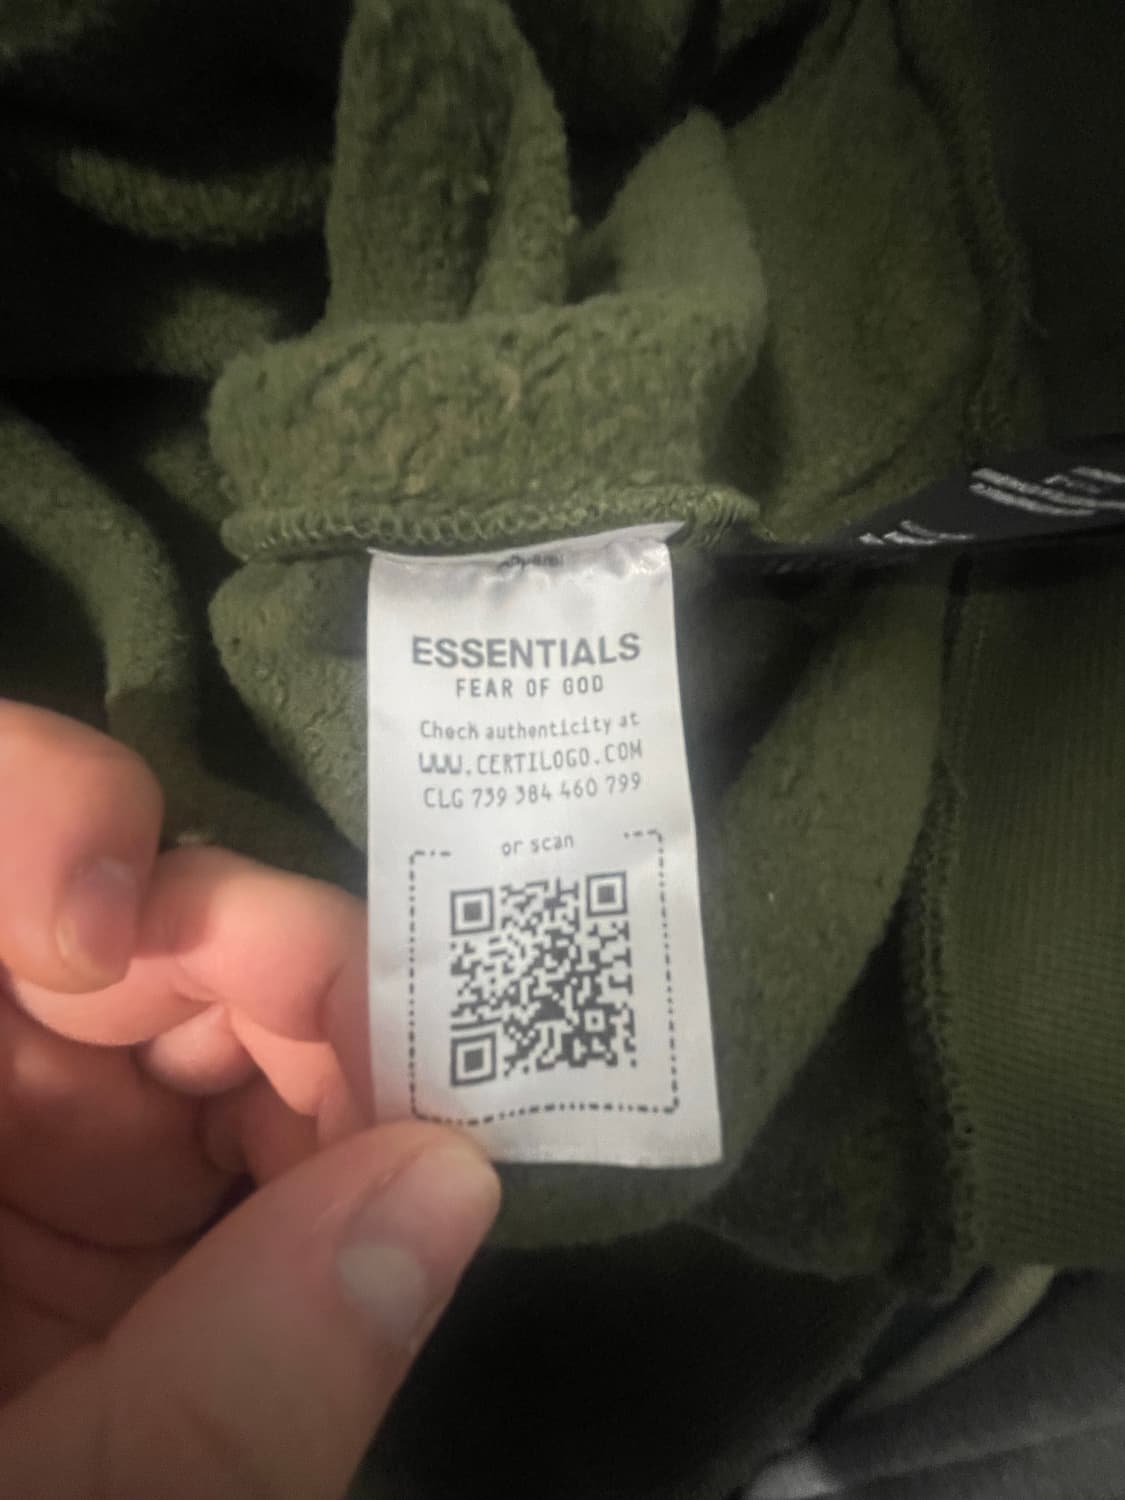 ESSENTIALS
FEAR OF GOD
Check authenticity at
WWW.CERTILOGO.COM
CLG 739 384 460 799
or scan